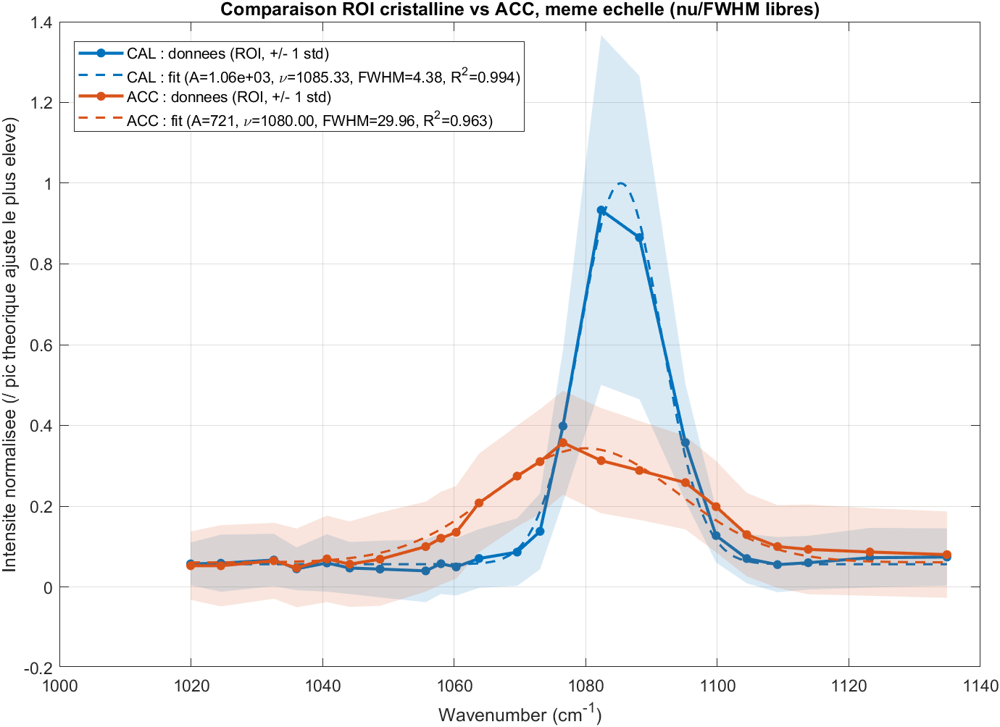 Comparaison ROI cristalline vs ACC, meme echelle (nu/FWHM libres)
CAL : donnees (ROI, +/- 1 std)
CAL : fit (A=1.06e+03, ν=1085.33, FWHM=4.38, R²=0.994)
ACC : donnees (ROI, +/- 1 std)
ACC : fit (A=721, ν=1080.00, FWHM=29.96, R²=0.963)
Intensite normalisee (/ pic theorique ajuste le plus eleve)
1.4
1.2
1
0.8
0.6
0.4
0.2
0
-0.2
1000 1020 1040 1060 1080 1100 1120 1140
Wavenumber (cm⁻¹)